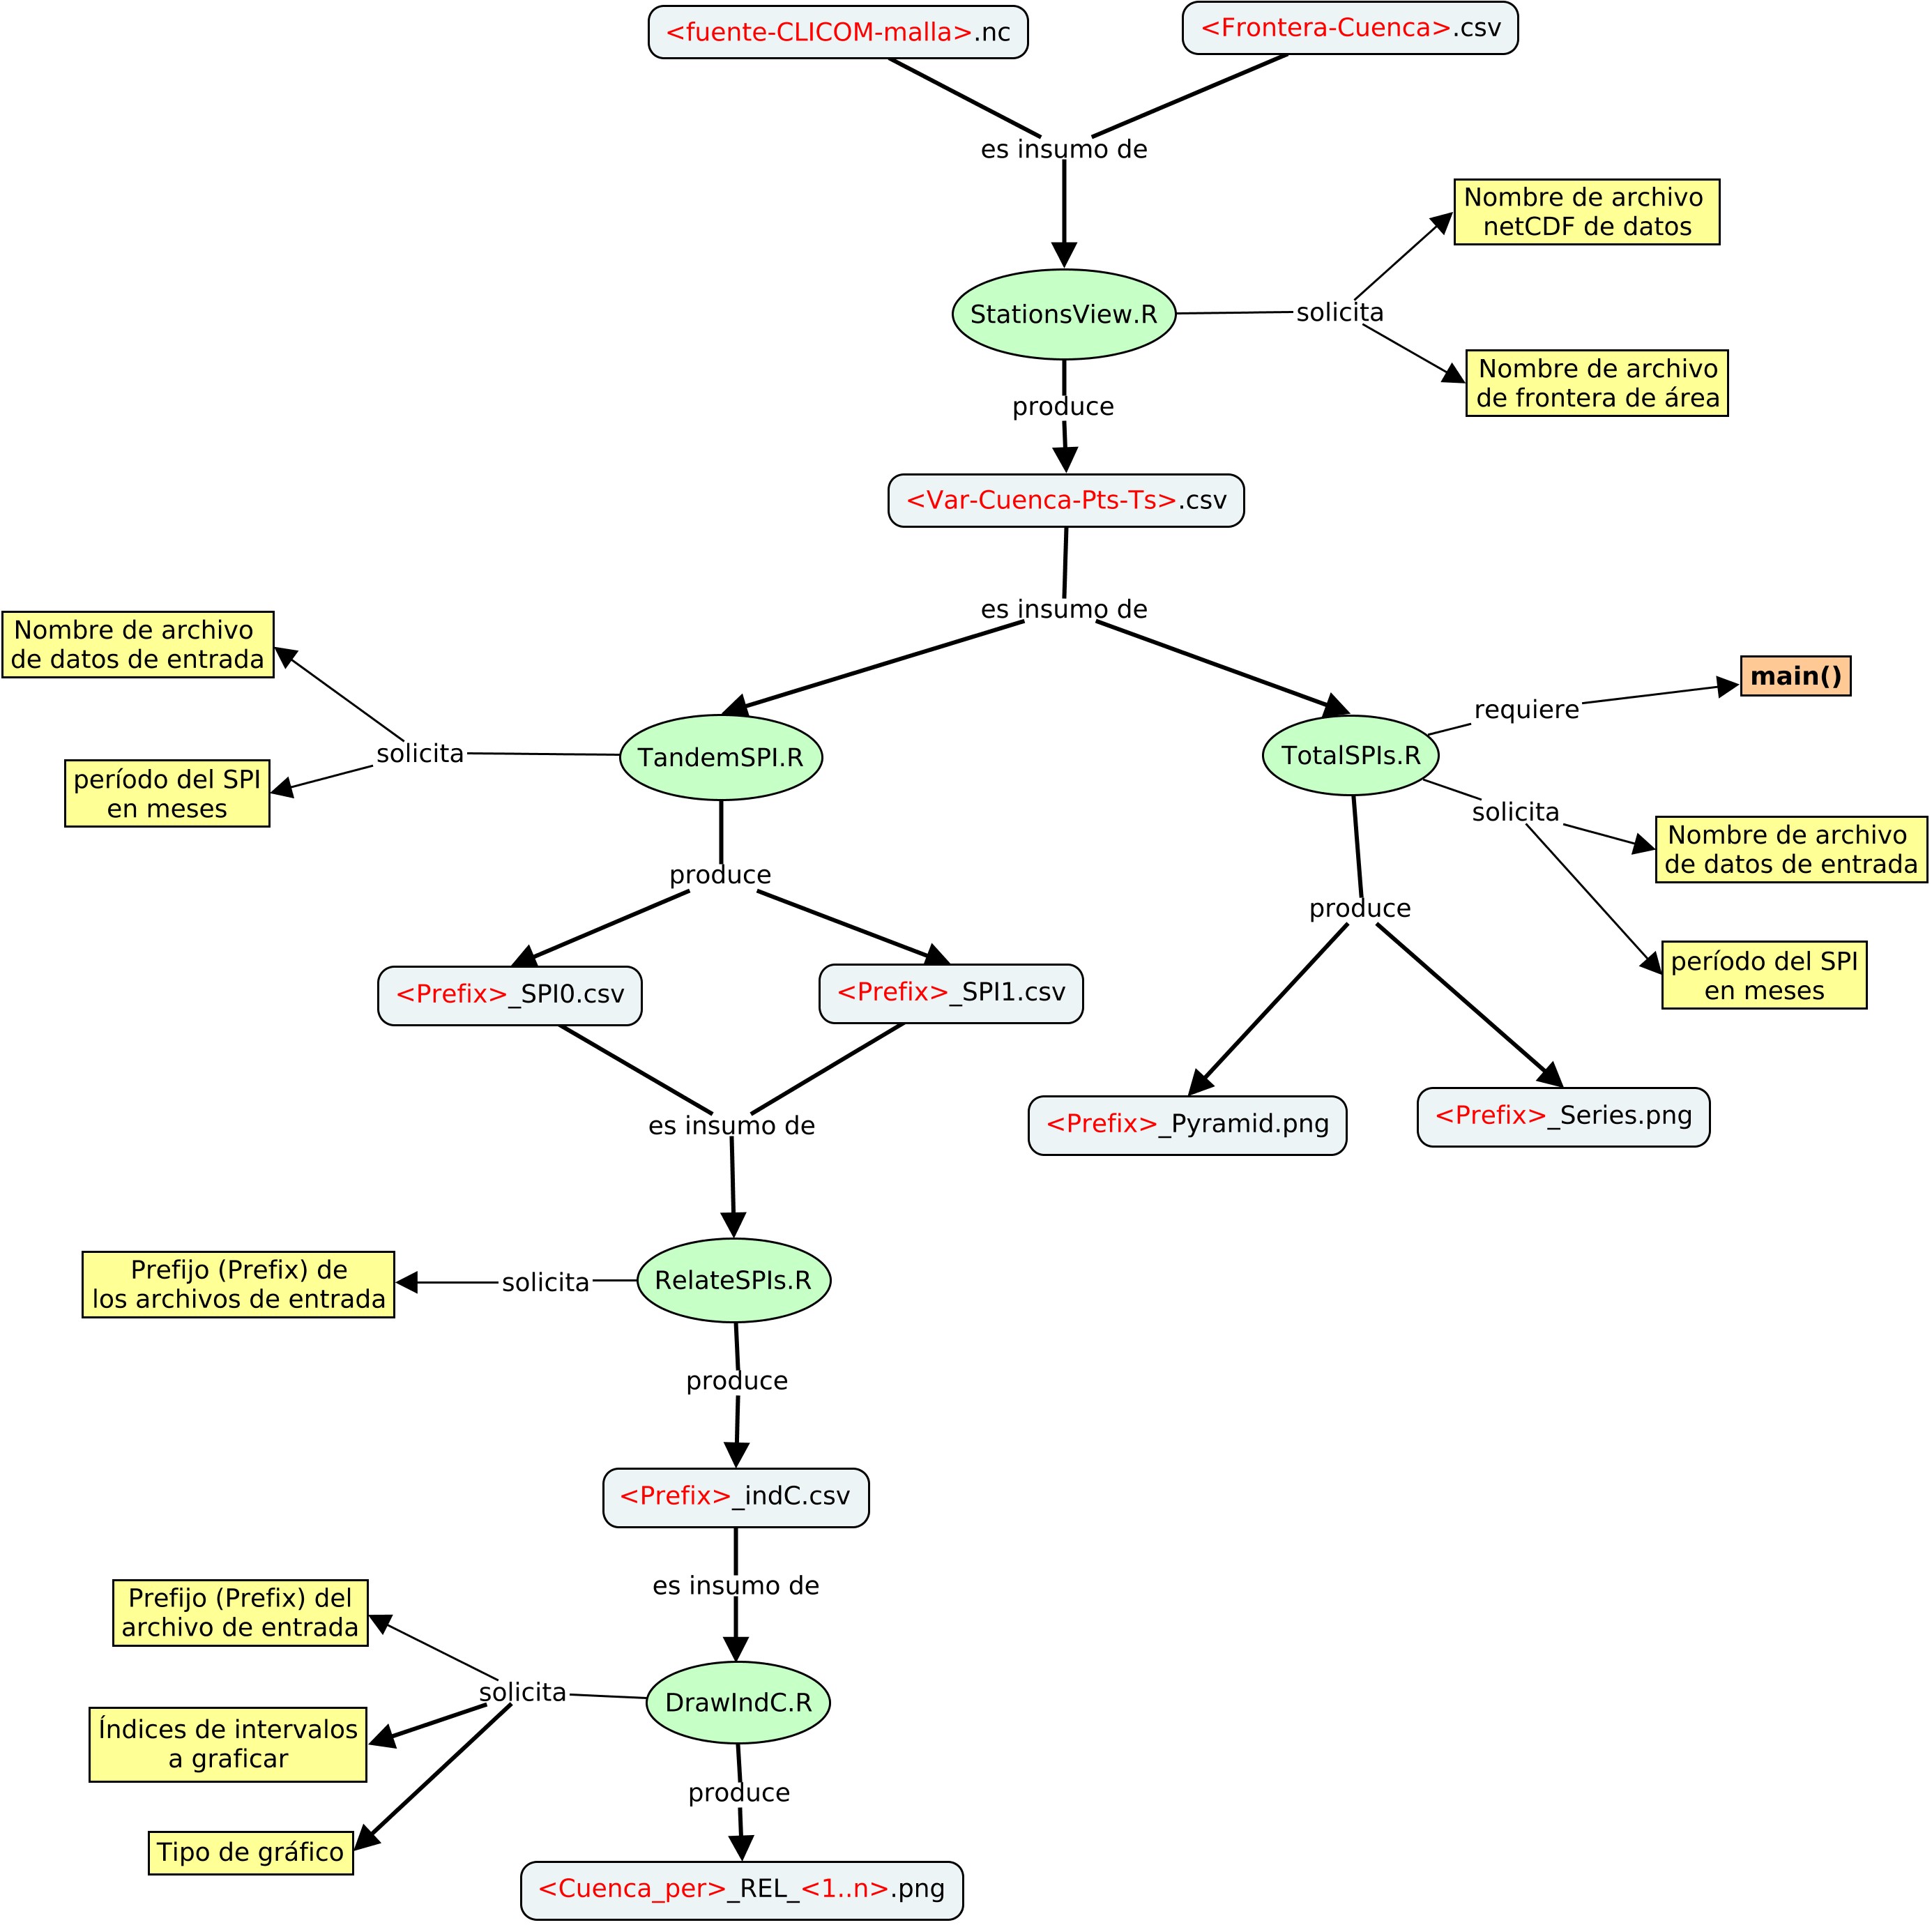 <fuente-CLICOM-malla>.nc
<Frontera-Cuenca>.csv
es insumo de
Nombre de archivo
netCDF de datos
StationsView.R
solicita
Nombre de archivo
de frontera de área
produce
<Var-Cuenca-Pts-Ts>.csv
es insumo de
Nombre de archivo
de datos de entrada
solicita
período del SPI
en meses
TandemSPI.R
TotalSPIs.R
requiere
main()
solicita
Nombre de archivo
de datos de entrada
período del SPI
en meses
produce
produce
<Prefix>_SPI0.csv
<Prefix>_SPI1.csv
<Prefix>_Pyramid.png
<Prefix>_Series.png
es insumo de
Prefijo (Prefix) de
los archivos de entrada
solicita
RelateSPIs.R
produce
<Prefix>_indC.csv
es insumo de
Prefijo (Prefix) del
archivo de entrada
solicita
DrawIndC.R
Índices de intervalos
a graficar
Tipo de gráfico
produce
<Cuenca_per>_REL_<1..n>.png